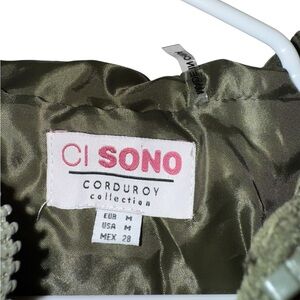 CI SONO
CORDUROY
collection
EUR M
USA M
MEX 28